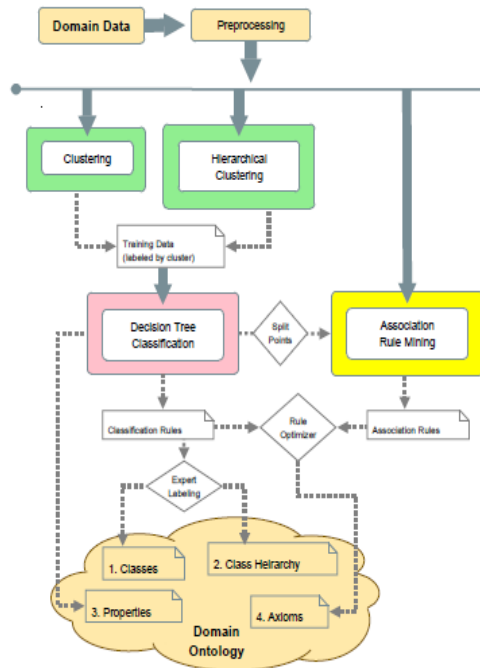 Domain Data
Preprocessing
Clustering
Hierarchical
Clustering
Training Data
(labeled by cluster)
Decision Tree
Classification
Split
Points
Association
Rule Mining
Classification Rules
Rule
Optimizer
Association Rules
Expert
Labeling
1. Classes
2. Class Heirarchy
3. Properties
4. Axioms
Domain
Ontology